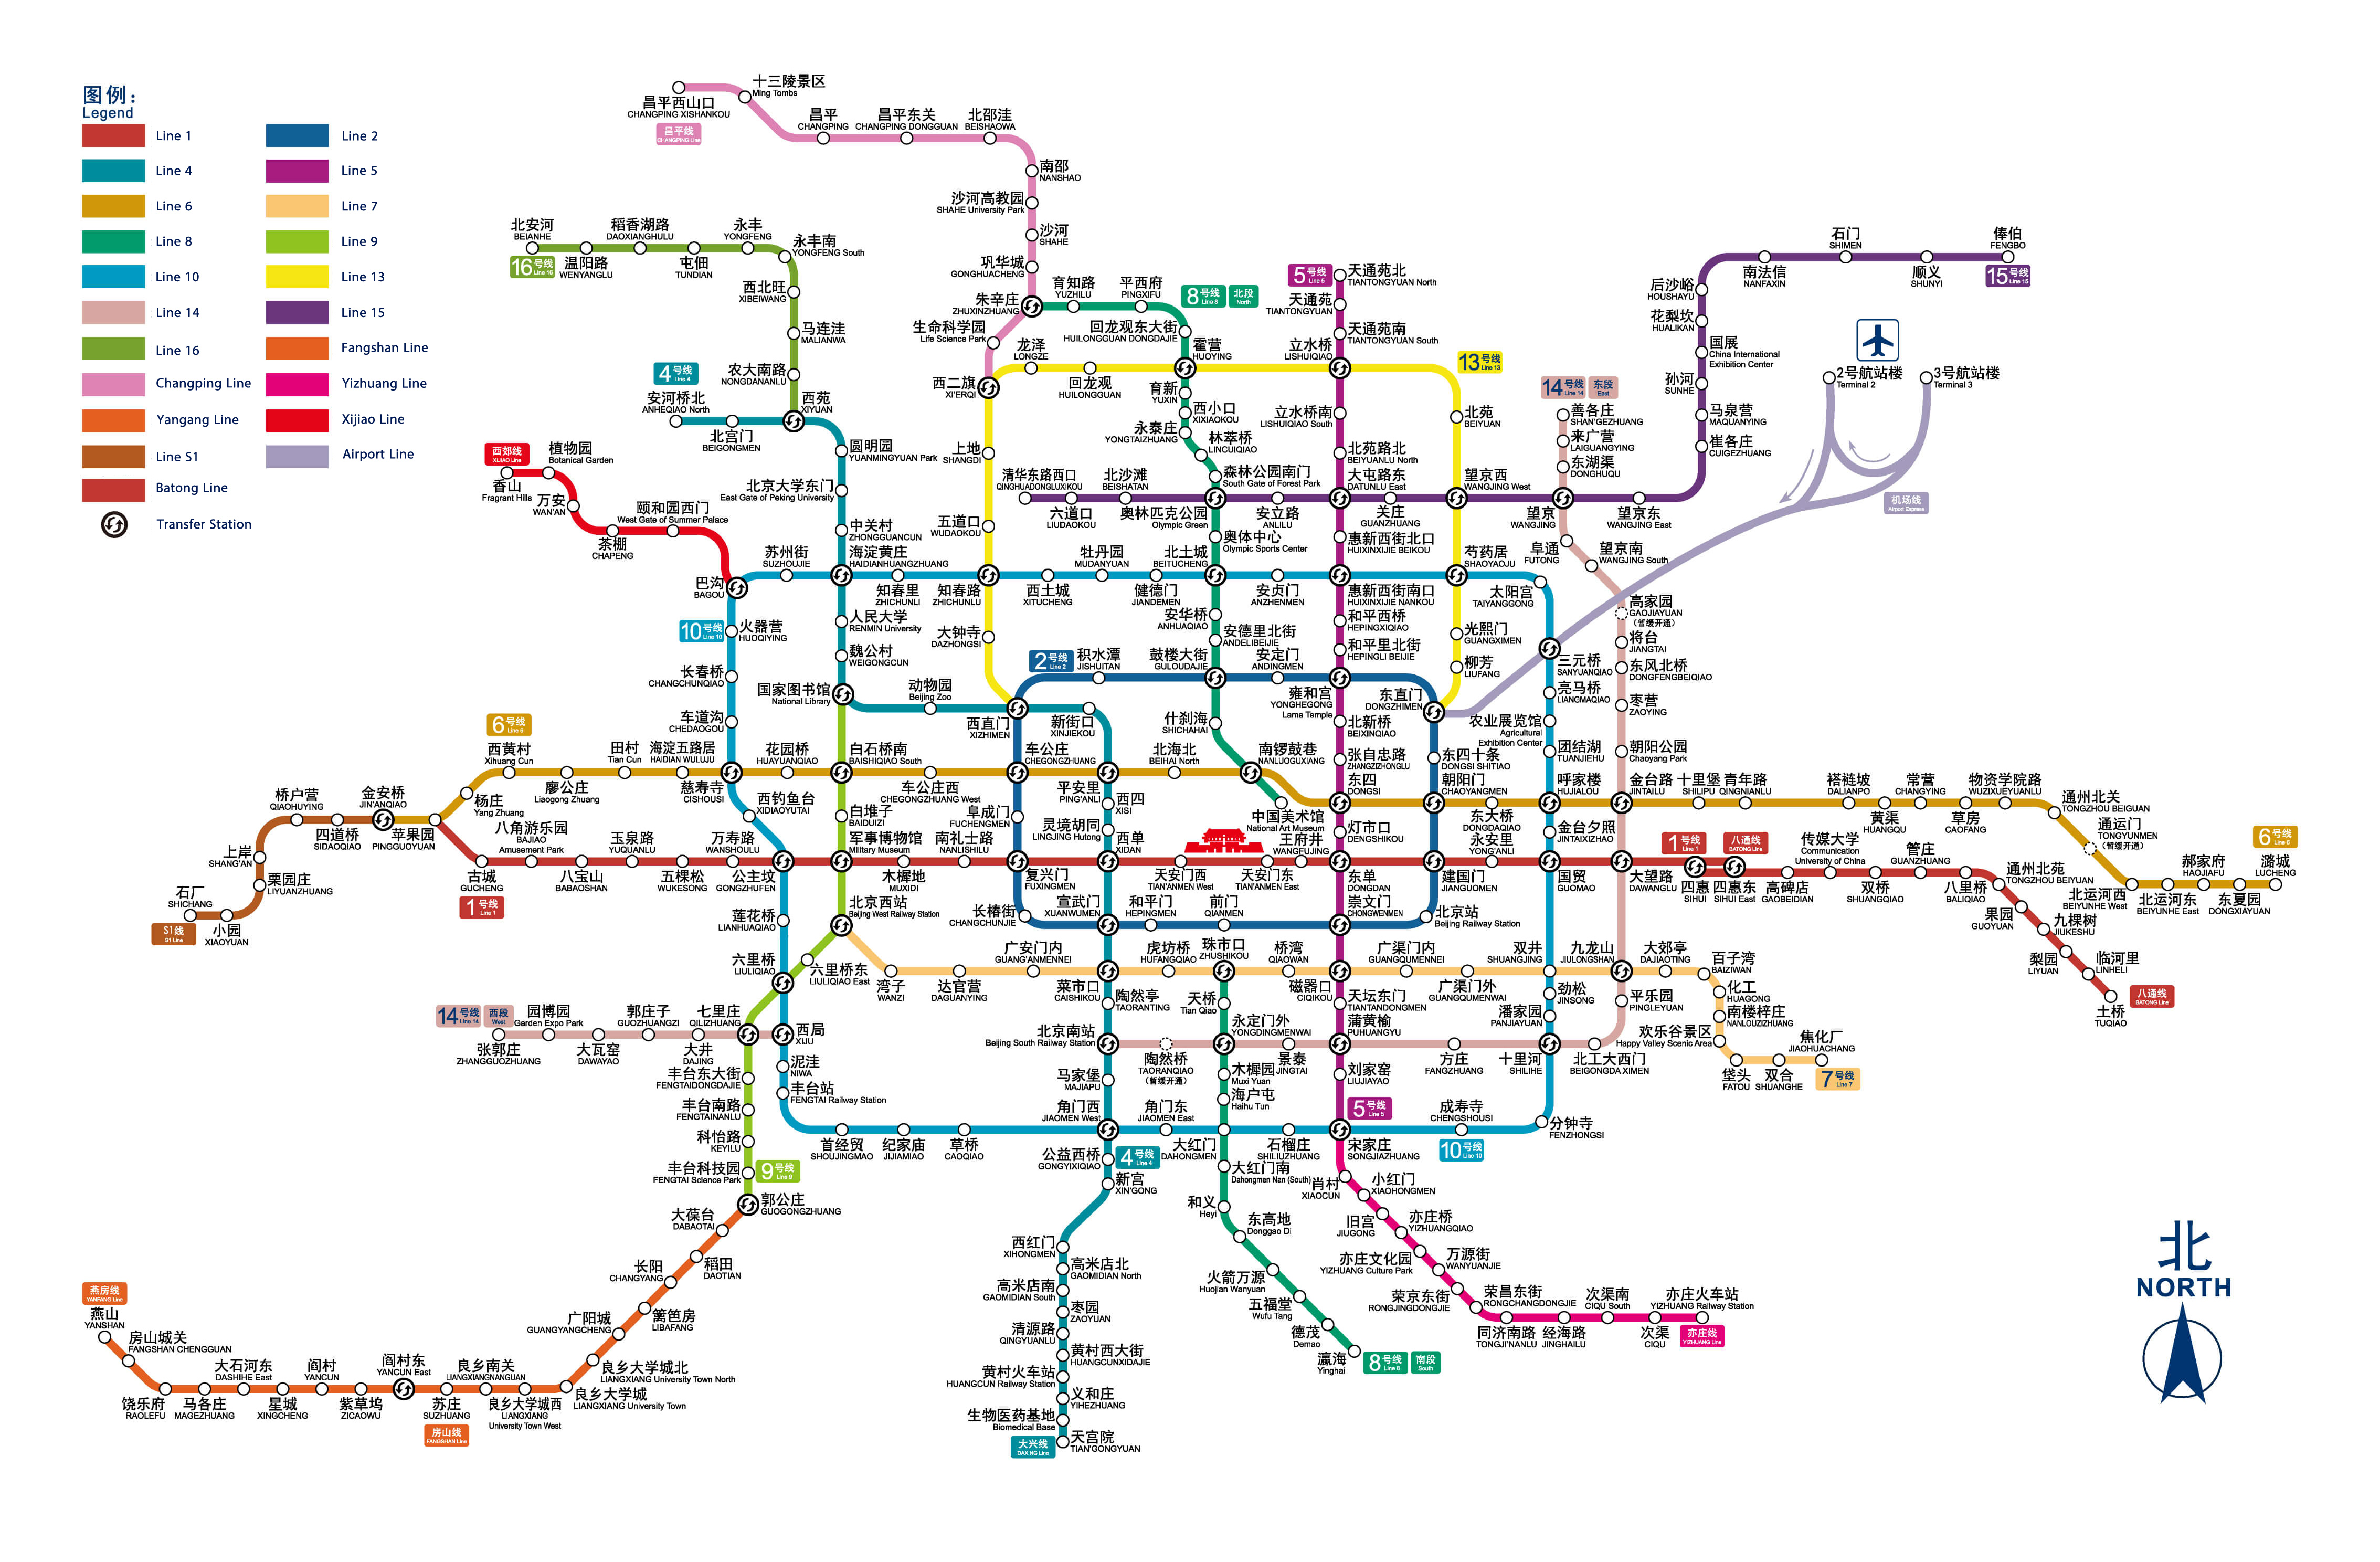 图例：
Legend
Line 1
Line 2
Line 4
Line 5
Line 6
Line 7
Line 8
Line 9
Line 10
Line 13
Line 14
Line 15
Line 16
Fangshan Line
Changping Line
Yizhuang Line
Yangang Line
Xijiao Line
Line S1
Airport Line
Batong Line
Transfer Station
十三陵景区
Ming Tombs
昌平西山口
CHANGPING XISHANKOU
昌平线
CHANGPING Line
昌平
CHANGPING
昌平东关
CHANGPING DONGGUAN
北邵洼
BEISHAOWA
南邵
NANSHAO
沙河高教园
SHAHE University Park
沙河
SHAHE
巩华城
GONGHUACHENG
朱辛庄
ZHUXINZHUANG
生命科学园
Life Science Park
西二旗
XI'ERQI
育知路
YUZHILU
平西府
PINGXIFU
8号线
Line 8
北段
North
回龙观东大街
HUILONGGUAN DONGDAJIE
霍营
HUOYING
育新
YUXIN
西小口
XIXIAOKOU
永泰庄
YONGTAIZHUANG
林萃桥
LINCUIQIAO
森林公园南门
South Gate of Forest Park
奥林匹克公园
Olympic Green
奥体中心
Olympic Sports Center
北土城
BEITUCHENG
安华桥
ANHUAQIAO
安德里北街
ANDELIBEIJIE
鼓楼大街
GULOUDAJIE
什刹海
SHICHAHAI
南锣鼓巷
NANLUOGUXIANG
中国美术馆
National Art Museum
北安河
BEIANHE
16号线
Line 16
温阳路
WENYANGLU
稻香湖路
DAOXIANGHULU
屯佃
TUNDIAN
永丰
YONGFENG
永丰南
YONGFENG South
西北旺
XIBEIWANG
马连洼
MALIANWA
农大南路
NONGDANANLU
西苑
XIYUAN
4号线
Line 4
安河桥北
ANHEQIAO North
北宫门
BEIGONGMEN
圆明园
YUANMINGYUAN Park
北京大学东门
East Gate of Peking University
中关村
ZHONGGUANCUN
海淀黄庄
HAIDIANHUANGZHUANG
人民大学
RENMIN University
魏公村
WEIGONGCUN
国家图书馆
National Library
动物园
Beijing Zoo
西直门
XIZHIMEN
新街口
XINJIEKOU
平安里
PING'ANLI
西四
XISI
灵境胡同
LINGJING Hutong
西单
XIDAN
宣武门
XUANWUMEN
菜市口
CAISHIKOU
陶然亭
TAORANTING
北京南站
Beijing South Railway Station
马家堡
MAJIAPU
角门西
JIAOMEN West
公益西桥
GONGYIXIQIAO
4号线
Line 4
新宫
XIN'GONG
西红门
XIHONGMEN
高米店北
GAOMIDIAN North
高米店南
GAOMIDIAN South
枣园
ZAOYUAN
清源路
QINGYUANLU
黄村西大街
HUANGCUNXIDAJIE
黄村火车站
HUANGCUN Railway Station
义和庄
YIHEZHUANG
生物医药基地
Biomedical Base
大兴线
DAXING Line
天宫院
TIAN'GONGYUAN
西郊线
XIJIAO Line
香山
Fragrant Hills
植物园
Botanical Garden
万安
WAN'AN
茶棚
CHAPENG
颐和园西门
West Gate of Summer Palace
巴沟
BAGOU
苏州街
SUZHOUJIE
知春里
ZHICHUNLI
知春路
ZHICHUNLU
西土城
XITUCHENG
牡丹园
MUDANYUAN
健德门
JIANDEMEN
安贞门
ANZHENMEN
惠新西街南口
HUIXINXIJIE NANKOU
芍药居
SHAOYAOJU
太阳宫
TAIYANGGONG
三元桥
SANYUANQIAO
亮马桥
LIANGMAQIAO
农业展览馆
Agricultural
Exhibition Center
团结湖
TUANJIEHU
呼家楼
HUJIALOU
金台夕照
JINTAIXIZHAO
国贸
GUOMAO
双井
SHUANGJING
劲松
JINSONG
潘家园
PANJIAYUAN
十里河
SHILIHE
分钟寺
FENZHONGSI
成寿寺
CHENGSHOUSI
10号线
Line 10
宋家庄
SONGJIAZHUANG
石榴庄
SHILIUZHUANG
大红门
DAHONGMEN
角门东
JIAOMEN East
草桥
CAOQIAO
纪家庙
JIJIAMIAO
首经贸
SHOUJINGMAO
丰台站
FENGTAI Railway Station
泥洼
NIWA
西局
XIJU
六里桥
LIULIQIAO
莲花桥
LIANHUAQIAO
公主坟
GONGZHUFEN
西钓鱼台
XIDIAOYUTAI
慈寿寺
CISHOUSI
车道沟
CHEDAOGOU
长春桥
CHANGCHUNQIAO
火器营
HUOQIYING
10号线
Line 10
龙泽
LONGZE
回龙观
HUILONGGUAN
立水桥
LISHUIQIAO
13号线
Line 13
北苑
BEIYUAN
望京西
WANGJING West
光熙门
GUANGXIMEN
柳芳
LIUFANG
东直门
DONGZHIMEN
上地
SHANGDI
五道口
WUDAOKOU
大钟寺
DAZHONGSI
5号线
Line 5
天通苑北
TIANTONGYUAN North
天通苑
TIANTONGYUAN
天通苑南
TIANTONGYUAN South
立水桥南
LISHUIQIAO South
北苑路北
BEIYUANLU North
大屯路东
DATUNLU East
惠新西街北口
HUIXINXIJIE BEIKOU
和平西桥
HEPINGXIQIAO
和平里北街
HEPINGLI BEIJIE
雍和宫
YONGHEGONG
Lama Temple
北新桥
BEIXINQIAO
张自忠路
ZHANGZIZHONGLU
东四
DONGSI
灯市口
DENGSHIKOU
东单
DONGDAN
崇文门
CHONGWENMEN
磁器口
CIQIKOU
天坛东门
TIANTANDONGMEN
蒲黄榆
PUHUANGYU
刘家窑
LIUJIAYAO
5号线
Line 5
清华东路西口
QINGHUADONGLUXIKOU
六道口
LIUDAOKOU
北沙滩
BEISHATAN
安立路
ANLILU
关庄
GUANZHUANG
望京
WANGJING
望京东
WANGJING East
崔各庄
CUIGEZHUANG
马泉营
MAQUANYING
孙河
SUNHE
国展
China International
Exhibition Center
花梨坎
HUALIKAN
后沙峪
HOUSHAYU
南法信
NANFAXIN
石门
SHIMEN
顺义
SHUNYI
俸伯
FENGBO
15号线
Line 15
2号航站楼
Terminal 2
3号航站楼
Terminal 3
机场线
Airport Express
14号线
Line 14
东段
East
善各庄
SHAN'GEZHUANG
来广营
LAIGUANGYING
东湖渠
DONGHUQU
阜通
FUTONG
望京南
WANGJING South
高家园
GAOJIAYUAN
（暂缓开通）
将台
JIANGTAI
东风北桥
DONGFENGBEIQIAO
枣营
ZAOYING
朝阳公园
Chaoyang Park
金台路
JINTAILU
大望路
DAWANGLU
九龙山
JIULONGSHAN
平乐园
PINGLEYUAN
北工大西门
BEIGONGDA XIMEN
方庄
FANGZHUANG
景泰
JINGTAI
永定门外
YONGDINGMENWAI
陶然桥
TAORANQIAO
（暂缓开通）
2号线
Line 2
积水潭
JISHUITAN
安定门
ANDINGMEN
东四十条
DONGSI SHITIAO
朝阳门
CHAOYANGMEN
建国门
JIANGUOMEN
北京站
Beijing Railway Station
前门
QIANMEN
和平门
HEPINGMEN
长椿街
CHANGCHUNJIE
复兴门
FUXINGMEN
阜成门
FUCHENGMEN
车公庄
CHEGONGZHUANG
6号线
Line 6
西黄村
Xihuang Cun
廖公庄
Liaogong Zhuang
田村
Tian Cun
海淀五路居
HAIDIAN WULUJU
花园桥
HUAYUANQIAO
白石桥南
BAISHIQIAO South
车公庄西
CHEGONGZHUANG West
北海北
BEIHAI North
东大桥
DONGDAQIAO
十里堡
SHILIPU
青年路
QINGNIANLU
褡裢坡
DALIANPO
黄渠
HUANGQU
常营
CHANGYING
草房
CAOFANG
物资学院路
WUZIXUEYUANLU
通州北关
TONGZHOU BEIGUAN
通运门
TONGYUNMEN
（暂缓开通）
北运河西
BEIYUNHE West
北运河东
BEIYUNHE East
郝家府
HAOJIAFU
东夏园
DONGXIAYUAN
潞城
LUCHENG
6号线
Line 6
杨庄
Yang Zhuang
金安桥
JIN'ANQIAO
苹果园
PINGGUOYUAN
四道桥
SIDAOQIAO
桥户营
QIAOHUYING
上岸
SHANG'AN
栗园庄
LIYUANZHUANG
小园
XIAOYUAN
石厂
SHICHANG
S1线
S1 Line
古城
GUCHENG
1号线
Line 1
八角游乐园
BAJIAO
Amusement Park
八宝山
BABAOSHAN
玉泉路
YUQUANLU
五棵松
WUKESONG
万寿路
WANSHOULU
军事博物馆
Military Museum
木樨地
MUXIDI
南礼士路
NANLISHILU
天安门西
TIAN'ANMEN West
天安门东
TIAN'ANMEN East
王府井
WANGFUJING
永安里
YONG'ANLI
1号线
Line 1
八通线
BATONG Line
四惠
SIHUI
四惠东
SIHUI East
高碑店
GAOBEIDIAN
传媒大学
Communication
University of China
双桥
SHUANGQIAO
管庄
GUANZHUANG
八里桥
BALIQIAO
通州北苑
TONGZHOU BEIYUAN
果园
GUOYUAN
九棵树
JIUKESHU
梨园
LIYUAN
临河里
LINHELI
土桥
TUQIAO
八通线
BATONG Line
白堆子
BAIDUIZI
北京西站
Beijing West Railway Station
六里桥东
LIULIQIAO East
七里庄
QILIZHUANG
丰台东大街
FENGTAIDONGDAJIE
丰台南路
FENGTAINANLU
科怡路
KEYILU
丰台科技园
FENGTAI Science Park
9号线
Line 9
郭公庄
GUOGONGZHUANG
湾子
WANZI
达官营
DAGUANYING
广安门内
GUANG'ANMENNEI
虎坊桥
HUFANGQIAO
珠市口
ZHUSHIKOU
桥湾
QIAOWAN
广渠门内
GUANGQUMENNEI
广渠门外
GUANGQUMENWAI
大郊亭
DAJIAOTING
百子湾
BAIZIWAN
化工
HUAGONG
南楼梓庄
NANLOUZIZHUANG
欢乐谷景区
Happy Valley Scenic Area
垡头
FATOU
双合
SHUANGHE
焦化厂
JIAOHUACHANG
7号线
Line 7
14号线
Line 14
西段
West
张郭庄
ZHANGGUOZHUANG
园博园
Garden Expo Park
大瓦窑
DAWAYAO
郭庄子
GUOZHUANGZI
大井
DAJING
天桥
Tian Qiao
木樨园
Muxi Yuan
海户屯
Haihu Tun
大红门南
Dahongmen Nan (South)
和义
Heyi
东高地
Donggao Di
火箭万源
Huojian Wanyuan
五福堂
Wufu Tang
德茂
Demao
瀛海
Yinghai
8号线
Line 8
南段
South
肖村
XIAOCUN
小红门
XIAOHONGMEN
旧宫
JIUGONG
亦庄桥
YIZHUANGQIAO
亦庄文化园
YIZHUANG Culture Park
万源街
WANYUANJIE
荣京东街
RONGJINGDONGJIE
荣昌东街
RONGCHANGDONGJIE
同济南路
TONGJI'NANLU
经海路
JINGHAILU
次渠南
CIQU South
次渠
CIQU
亦庄火车站
YIZHUANG Railway Station
亦庄线
YIZHUANG Line
大葆台
DABAOTAI
稻田
DAOTIAN
长阳
CHANGYANG
篱笆房
LIBAFANG
广阳城
GUANGYANGCHENG
良乡大学城北
LIANGXIANG University Town North
良乡大学城
LIANGXIANG University Town
良乡大学城西
LIANGXIANG
University Town West
良乡南关
LIANGXIANGNANGUAN
苏庄
SUZHUANG
房山线
FANGSHAN Line
阎村东
YANCUN East
紫草坞
ZICAOWU
阎村
YANCUN
星城
XINGCHENG
大石河东
DASHIHE East
马各庄
MAGEZHUANG
饶乐府
RAOLEFU
房山城关
FANGSHAN CHENGGUAN
燕山
YANSHAN
燕房线
YANFANG Line
北
NORTH